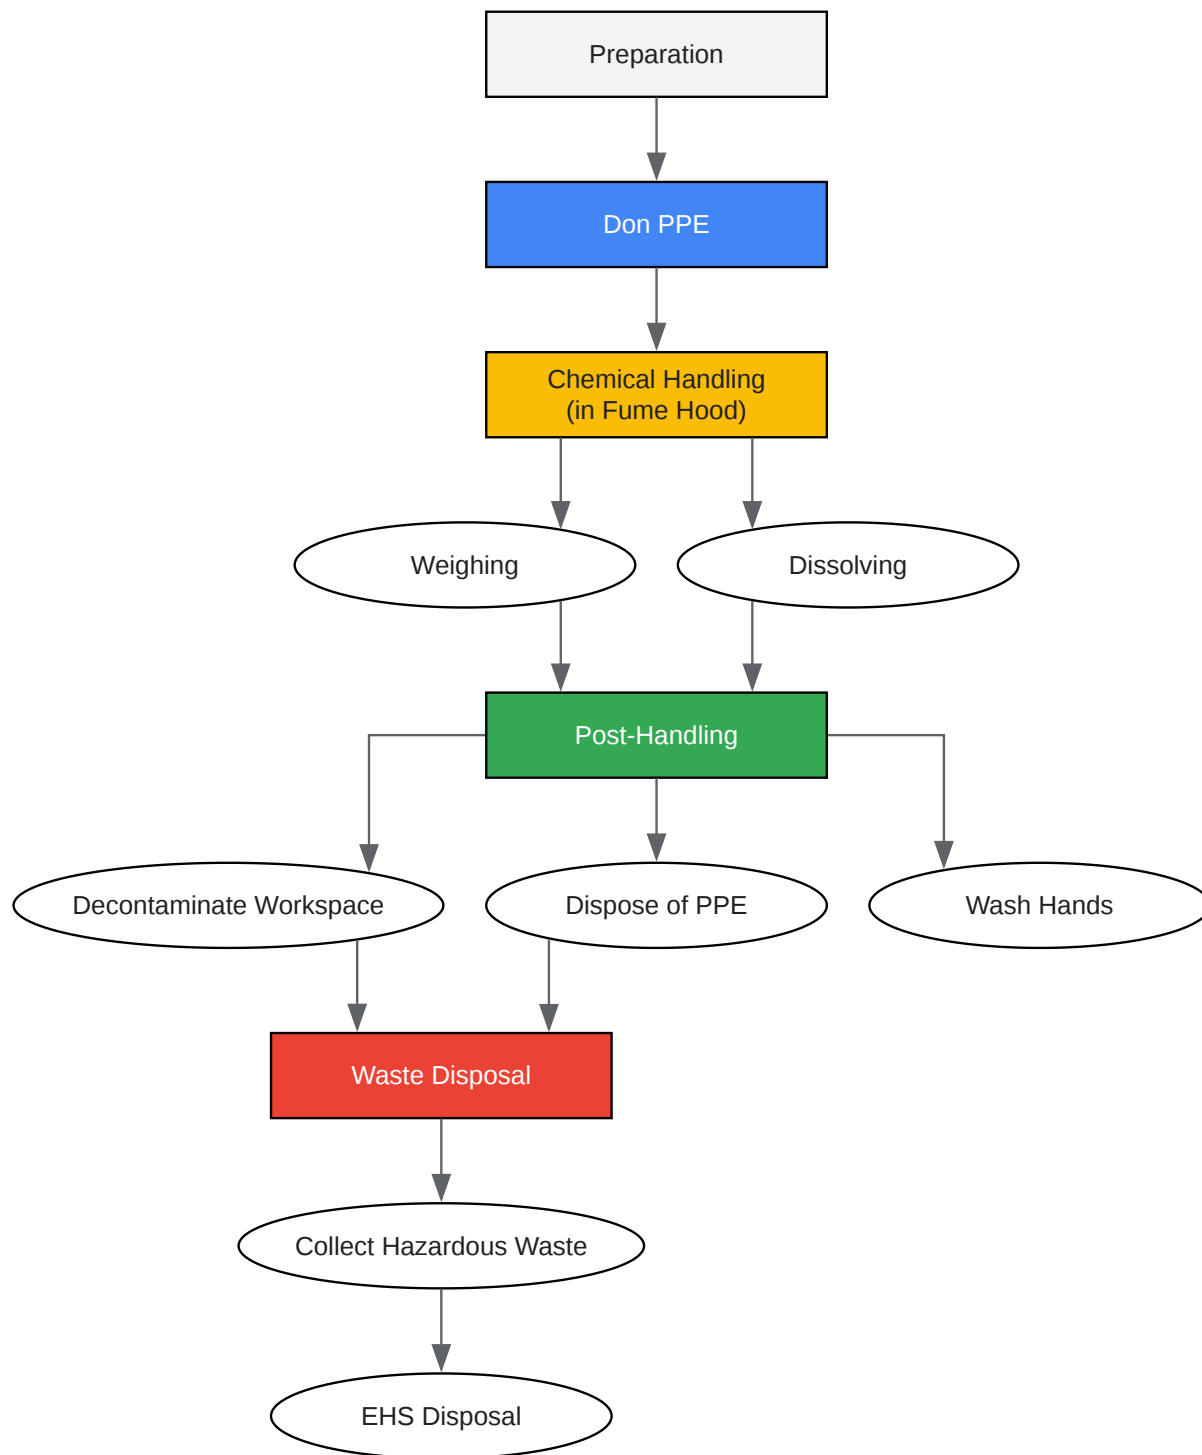 Preparation
Don PPE
Chemical Handling
(in Fume Hood)
Weighing
Dissolving
Post-Handling
Decontaminate Workspace
Dispose of PPE
Wash Hands
Waste Disposal
Collect Hazardous Waste
EHS Disposal